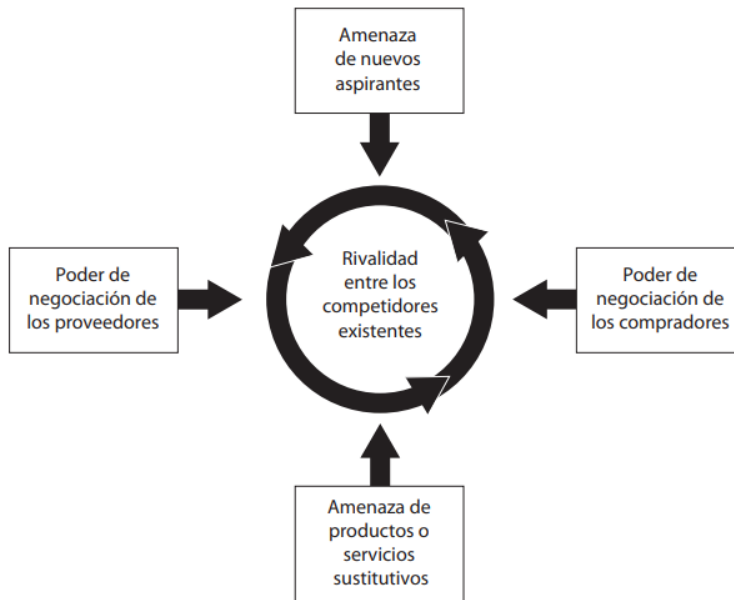 Amenaza
de nuevos
aspirantes
Poder de
negociación de
los proveedores
Rivalidad
entre los
competidores
existentes
Poder de
negociación de
los compradores
Amenaza de
productos o
servicios
sustitutivos